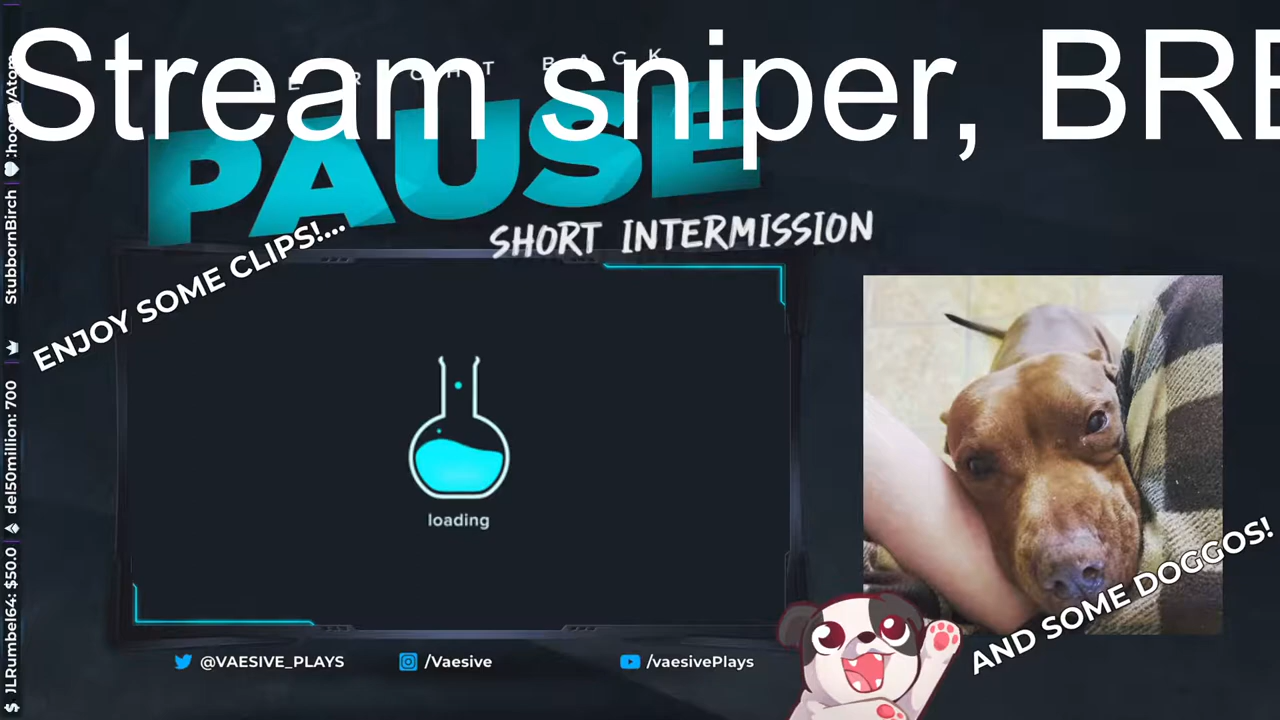 Stream sniper, BRE
BE RIGHT BACK
PAUSE
SHORT INTERMISSION
ENJOY SOME CLIPS!...
loading
AND SOME DOGGOS!
@VAESIVE_PLAYS
/Vaesive
/vaesivePlays
$ JLRumbel64: $50.0
del50million: 700
StubbornBirch